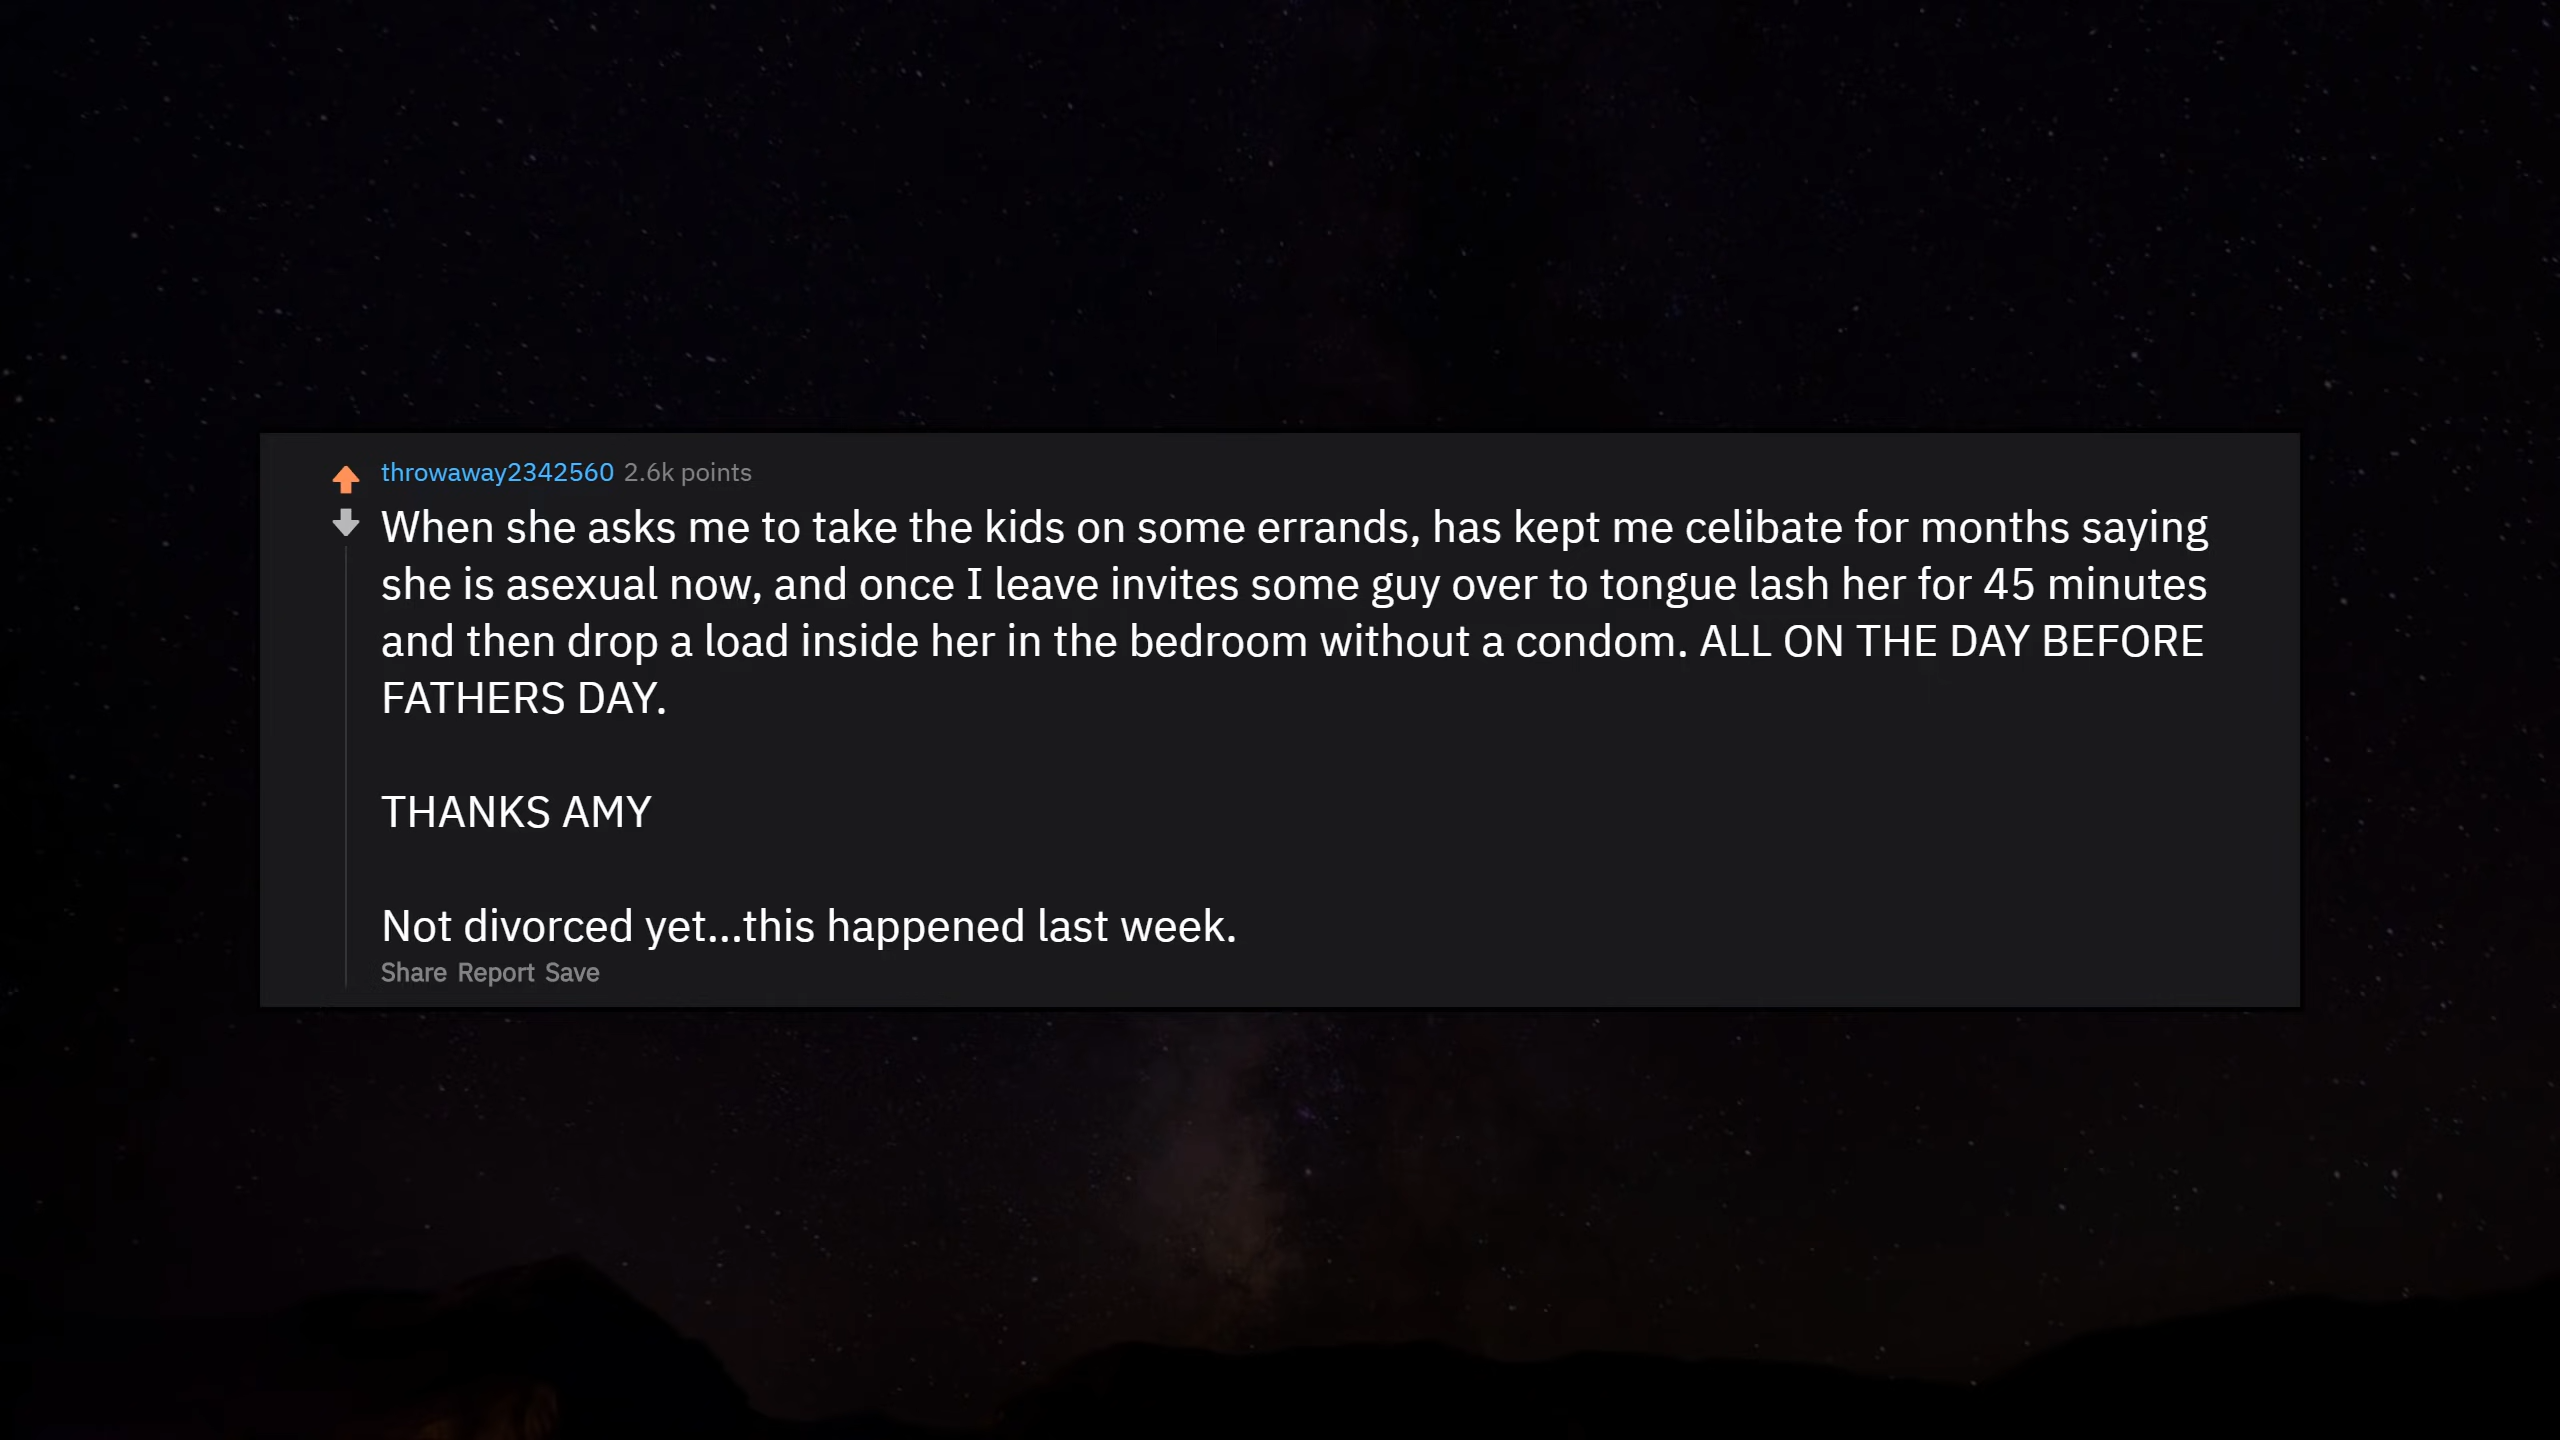 throwaway2342560 2.6k points
When she asks me to take the kids on some errands, has kept me celibate for months saying
she is asexual now, and once I leave invites some guy over to tongue lash her for 45 minutes
and then drop a load inside her in the bedroom without a condom. ALL ON THE DAY BEFORE
FATHERS DAY.
THANKS AMY
Not divorced yet...this happened last week.
Share Report Save